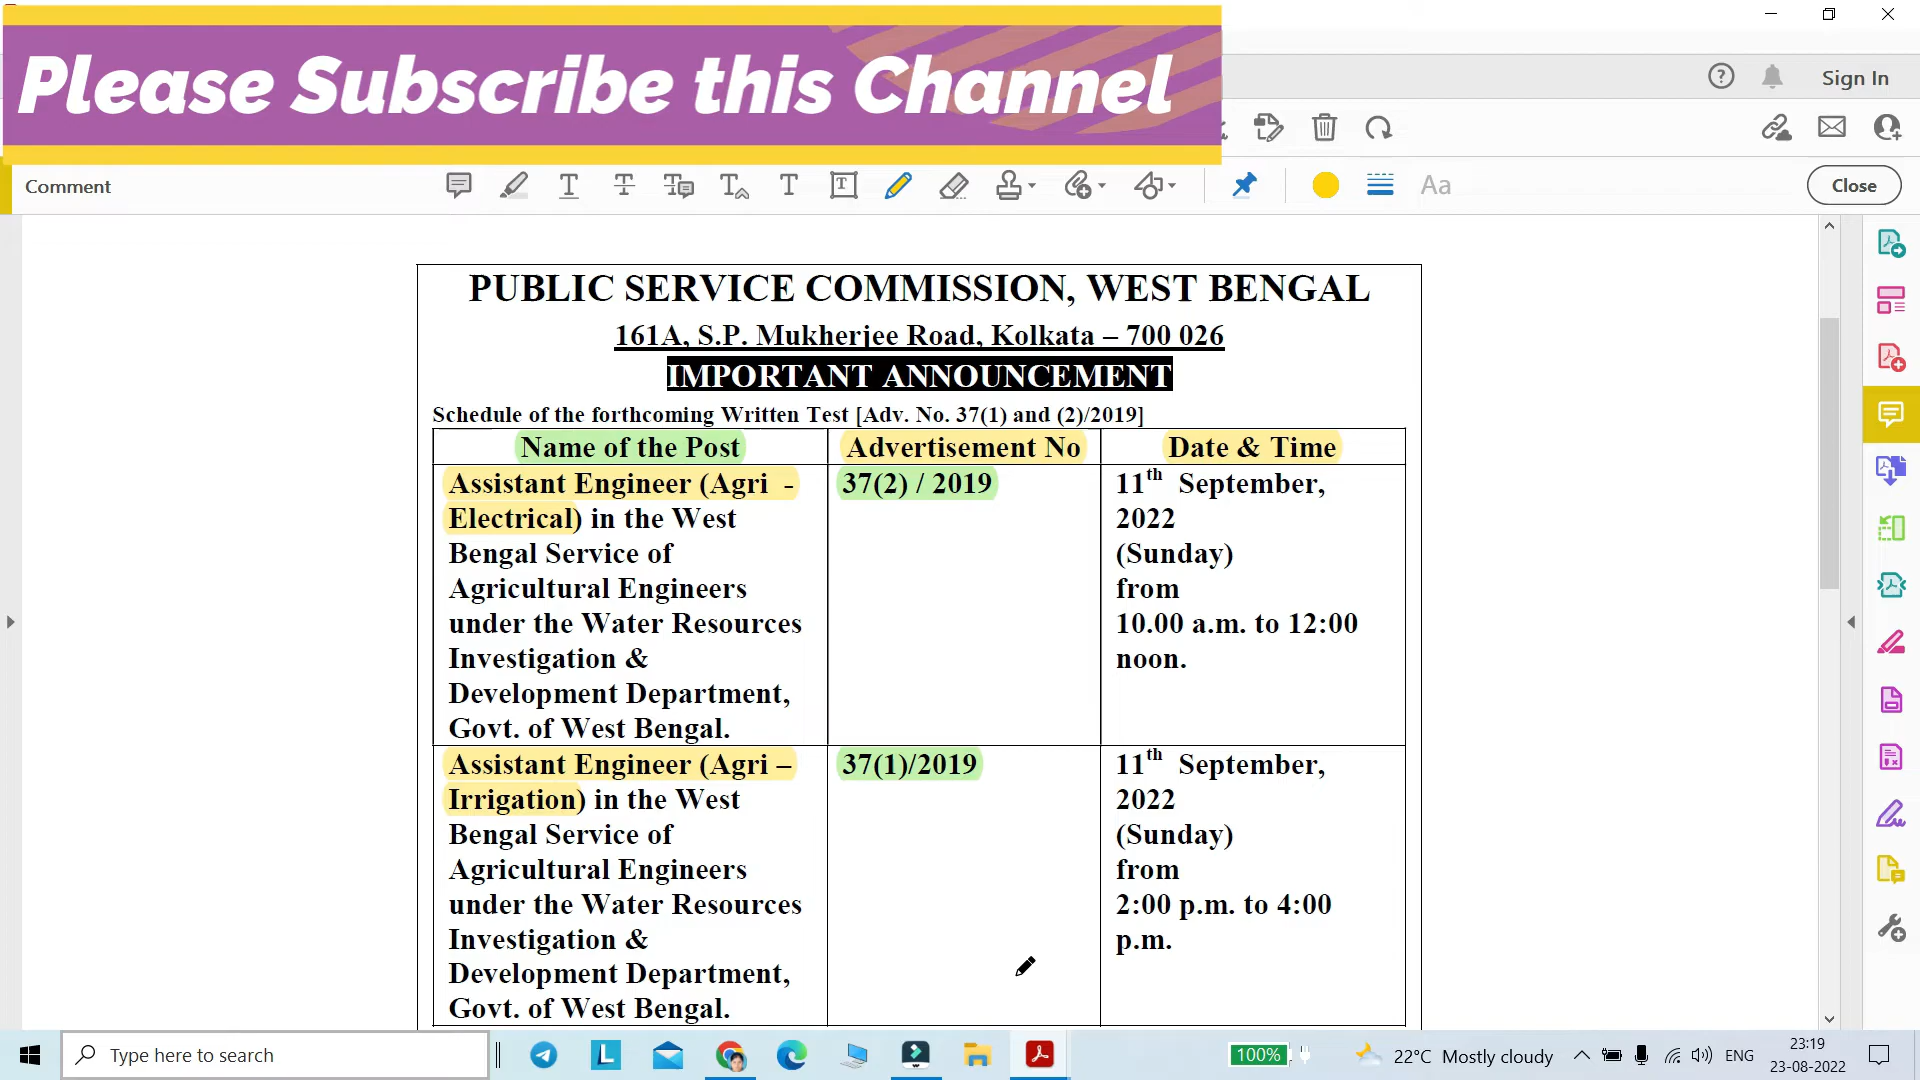 Please Subscribe this Channel
Sign In
Comment
Aa
Close
PUBLIC SERVICE COMMISSION, WEST BENGAL
161A, S.P. Mukherjee Road, Kolkata – 700 026
IMPORTANT ANNOUNCEMENT
Schedule of the forthcoming Written Test [Adv. No. 37(1) and (2)/2019]
Name of the Post
Advertisement No
Date & Time
Assistant Engineer (Agri -
Electrical) in the West
Bengal Service of
Agricultural Engineers
under the Water Resources
Investigation &
Development Department,
Govt. of West Bengal.
37(2) / 2019
11th September,
2022
(Sunday)
from
10.00 a.m. to 12:00
noon.
Assistant Engineer (Agri –
Irrigation) in the West
Bengal Service of
Agricultural Engineers
under the Water Resources
Investigation &
Development Department,
Govt. of West Bengal.
37(1)/2019
11th September,
2022
(Sunday)
from
2:00 p.m. to 4:00
p.m.
Type here to search
L
100%
22°C Mostly cloudy
ENG
23:19
23-08-2022